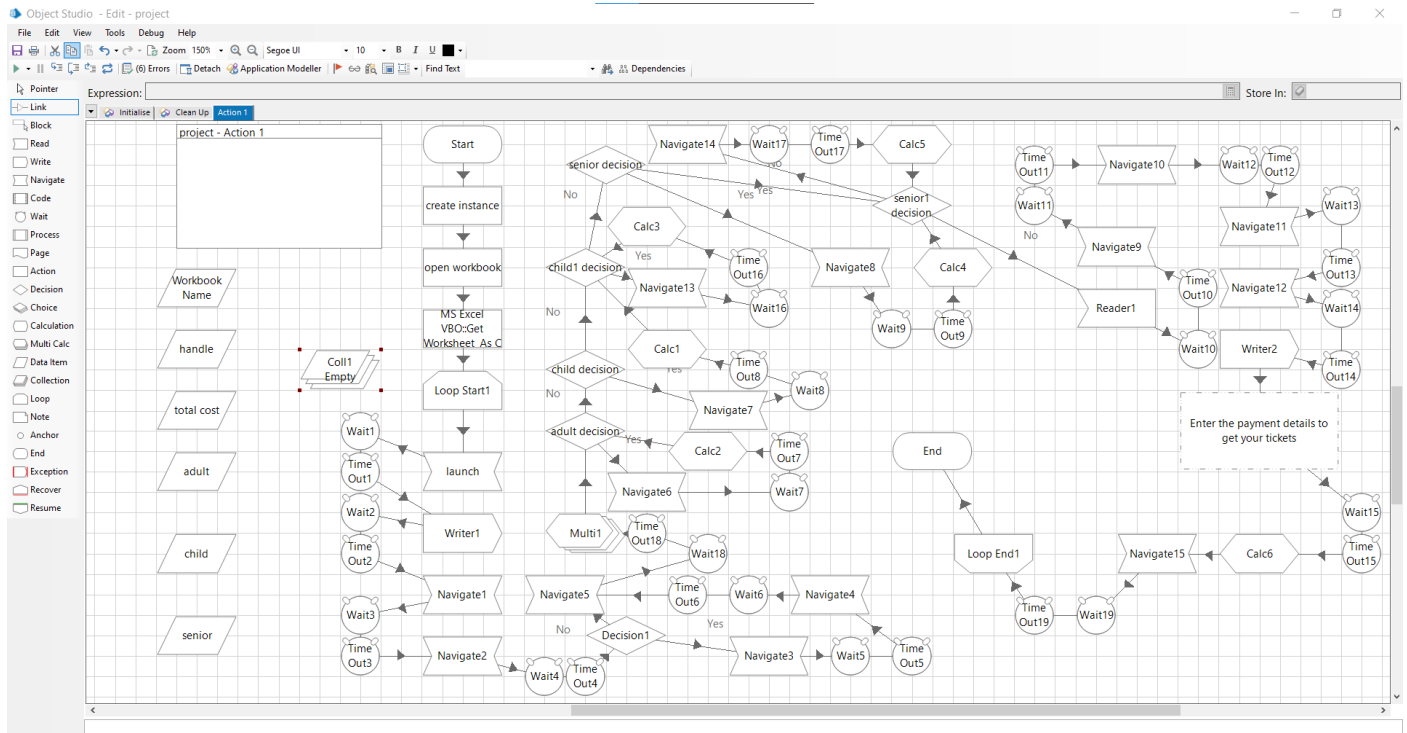 Object Studio - Edit - project
File Edit View Tools Debug Help
Zoom 150% Segoe UI 10 B I U
(6) Errors Detach Application Modeller Find Text Dependencies
Expression: Store In:
Initialise Clean Up Action 1
Pointer
Link
Block
Read
Write
Navigate
Code
Wait
Process
Page
Action
Decision
Choice
Calculation
Multi Calc
Data Item
Collection
Loop
Note
Anchor
End
Exception
Recover
Resume
project - Action 1
Workbook
Name
handle
total cost
adult
child
senior
Coll1
Empty
Start
create instance
open workbook
MS Excel
VBO::Get
Worksheet As C
Loop Start1
launch
Writer1
Navigate1
Navigate2
Wait1
Time
Out1
Wait2
Time
Out2
Wait3
Time
Out3
Wait4
Time
Out4
Decision1
No
Yes
Navigate3
Wait5
Time
Out5
Navigate4
Wait6
Time
Out6
Navigate5
Wait18
Time
Out18
Multi1
adult decision
Yes
No
Navigate6
Wait7
Time
Out7
Calc2
child decision
Yes
No
Navigate7
Wait8
Time
Out8
Calc1
child1 decision
Yes
No
Navigate13
Wait16
Time
Out16
Calc3
senior decision
Yes
Navigate8
Wait9
Time
Out9
Calc4
senior1
decision
Yes
No
Navigate14
Wait17
Time
Out17
Calc5
Reader1
Wait10
Time
Out10
Navigate9
No
Wait11
Time
Out11
Navigate10
Wait12
Time
Out12
Navigate11
Wait13
Time
Out13
Navigate12
Wait14
Time
Out14
Writer2
Enter the payment details to
get your tickets
Wait15
Time
Out15
Calc6
Navigate15
Wait19
Time
Out19
Loop End1
End